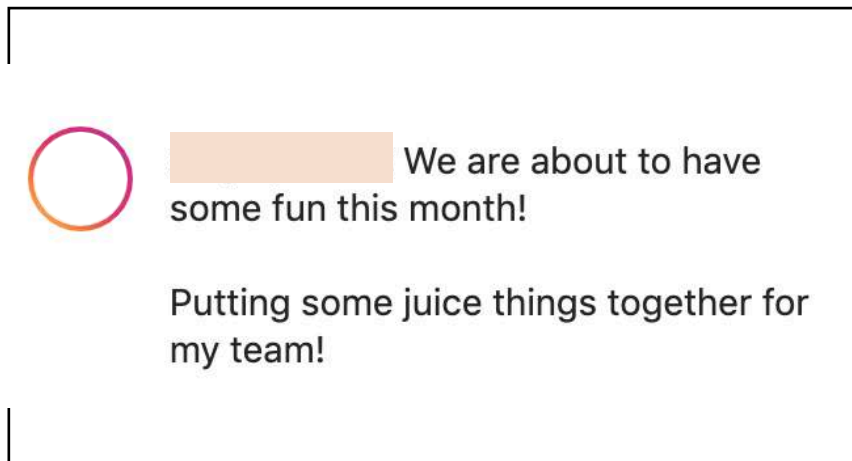 We are about to have
some fun this month!
Putting some juice things together for
my team!